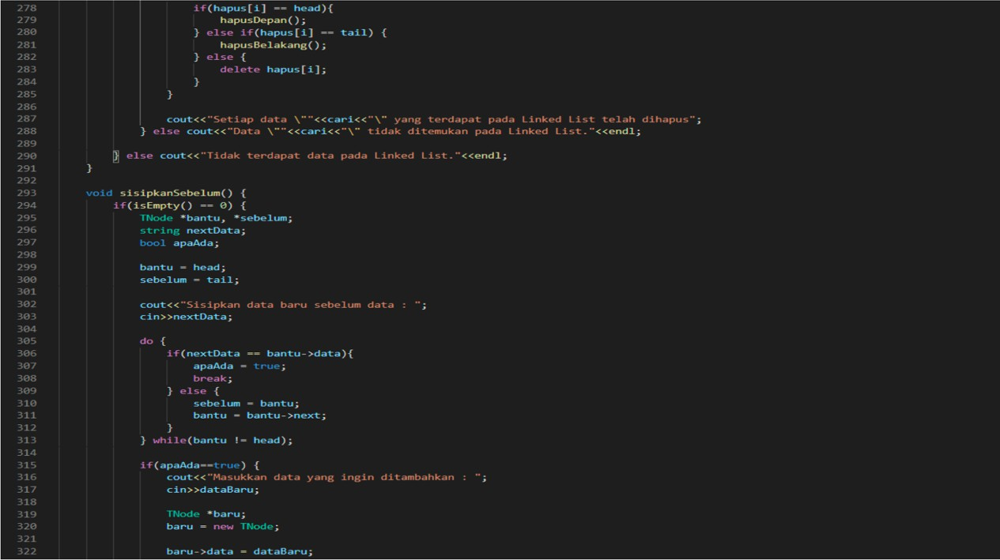 278 if(hapus[i] == head){
279 hapusDepan();
280 } else if(hapus[i] == tail) {
281 hapusBelakang();
282 } else {
283 delete hapus[i];
284 }
285 }
286
287 cout<<"Setiap data \""<<cari<<"\" yang terdapat pada Linked List telah dihapus";
288 } else cout<<"Data \""<<cari<<"\" tidak ditemukan pada Linked List."<<endl;
289
290 } else cout<<"Tidak terdapat data pada Linked List."<<endl;
291 }
292
293 void sisipkanSebelum() {
294 if(isEmpty() == 0) {
295 TNode *bantu, *sebelum;
296 string nextData;
297 bool apaAda;
298
299 bantu = head;
300 sebelum = tail;
301
302 cout<<"Sisipkan data baru sebelum data : ";
303 cin>>nextData;
304
305 do {
306 if(nextData == bantu->data){
307 apaAda = true;
308 break;
309 } else {
310 sebelum = bantu;
311 bantu = bantu->next;
312 }
313 } while(bantu != head);
314
315 if(apaAda==true) {
316 cout<<"Masukkan data yang ingin ditambahkan : ";
317 cin>>dataBaru;
318
319 TNode *baru;
320 baru = new TNode;
321
322 baru->data = dataBaru;